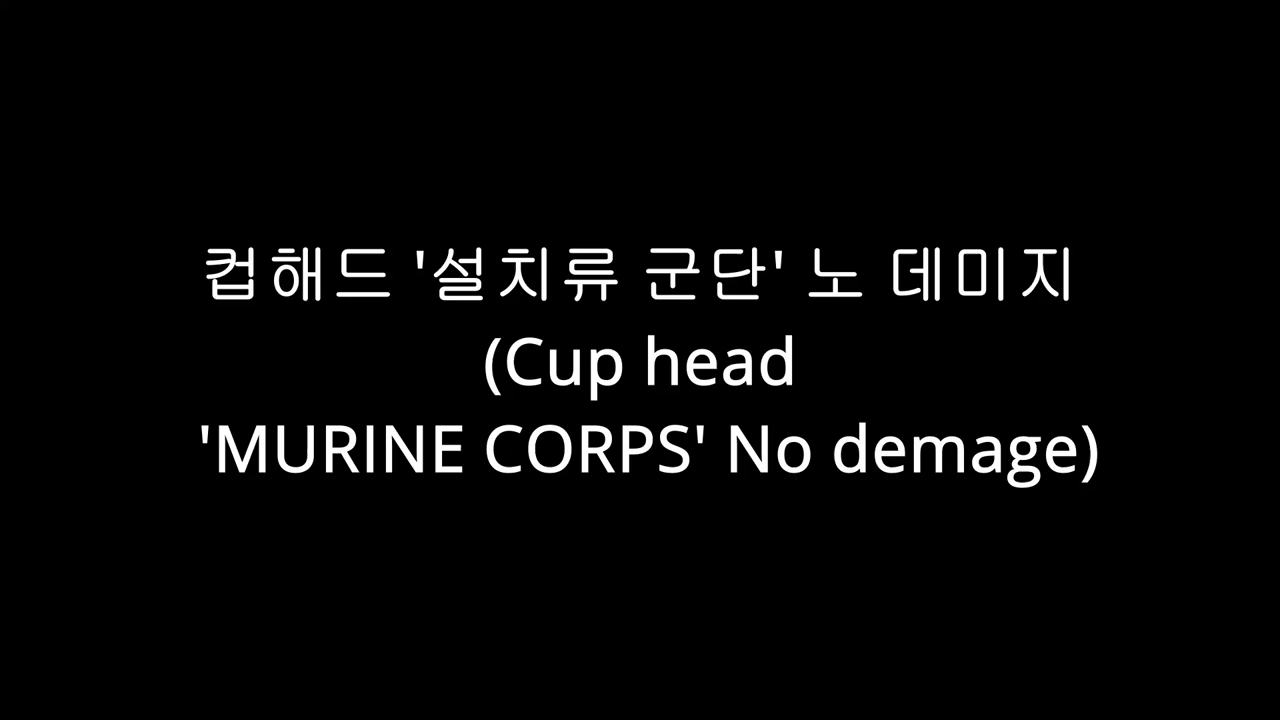 컵해드 '설치류 군단' 노 데미지
(Cup head
'MURINE CORPS' No demage)